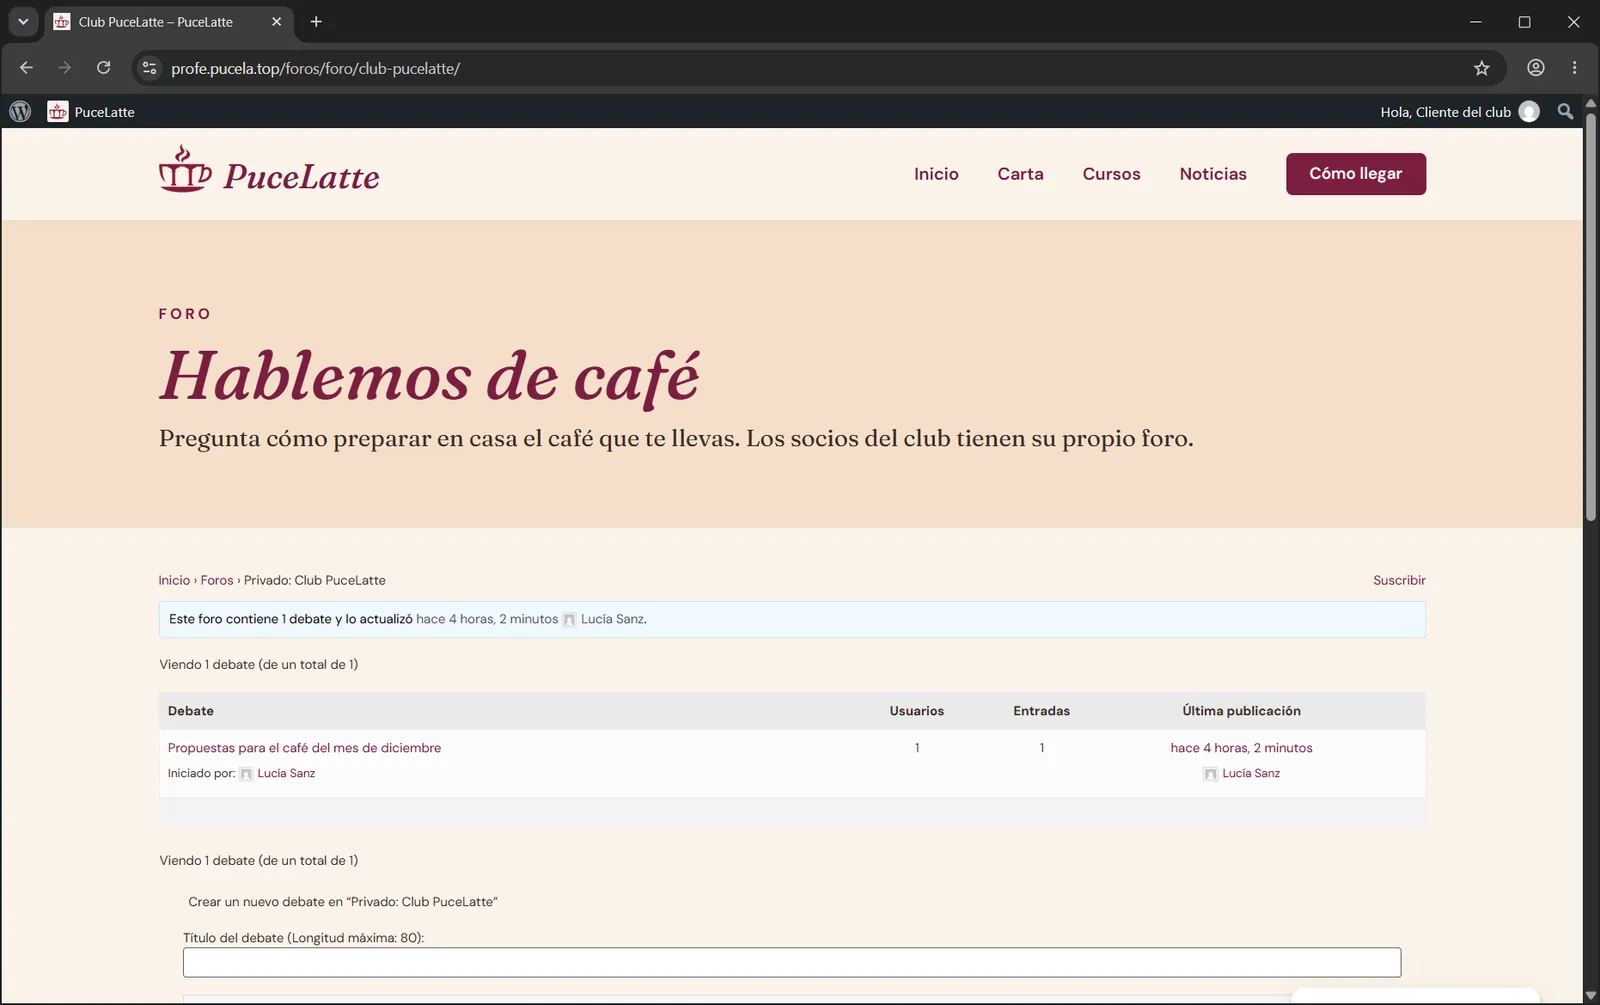 Club PuceLatte – PuceLatte
profe.pucela.top/foros/foro/club-pucelatte/
PuceLatte
Hola, Cliente del club
PuceLatte
Inicio
Carta
Cursos
Noticias
Cómo llegar
FORO
Hablemos de café
Pregunta cómo preparar en casa el café que te llevas. Los socios del club tienen su propio foro.
Inicio › Foros › Privado: Club PuceLatte
Suscribir
Este foro contiene 1 debate y lo actualizó hace 4 horas, 2 minutos Lucía Sanz.
Viendo 1 debate (de un total de 1)
Debate Usuarios Entradas Última publicación
Propuestas para el café del mes de diciembre 1 1 hace 4 horas, 2 minutos
Iniciado por: Lucía Sanz Lucía Sanz
Viendo 1 debate (de un total de 1)
Crear un nuevo debate en “Privado: Club PuceLatte”
Título del debate (Longitud máxima: 80):